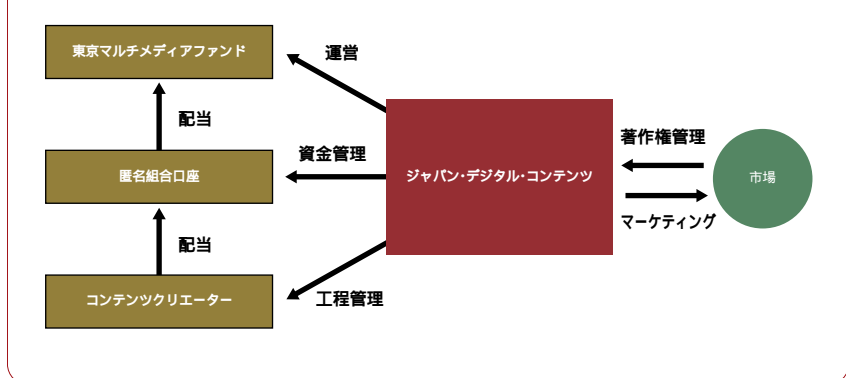 東京マルチメディアファンド
運営
配当
著作権管理
資金管理
匿名組合口座
ジャパン・デジタル・コンテンツ
市場
マーケティング
配当
コンテンツクリエーター
工程管理